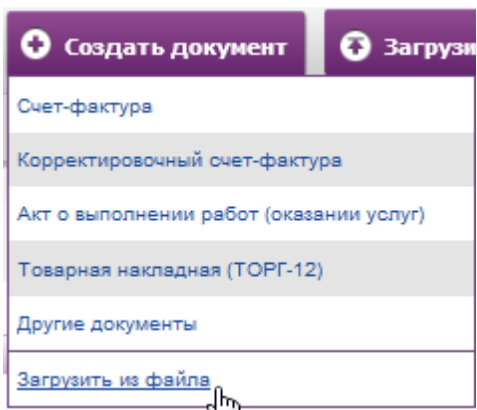 Создать документ
Счет-фактура
Корректировочный счет-фактура
Акт о выполнении работ (оказании услуг)
Товарная накладная (ТОРГ-12)
Другие документы
Загрузить из файла